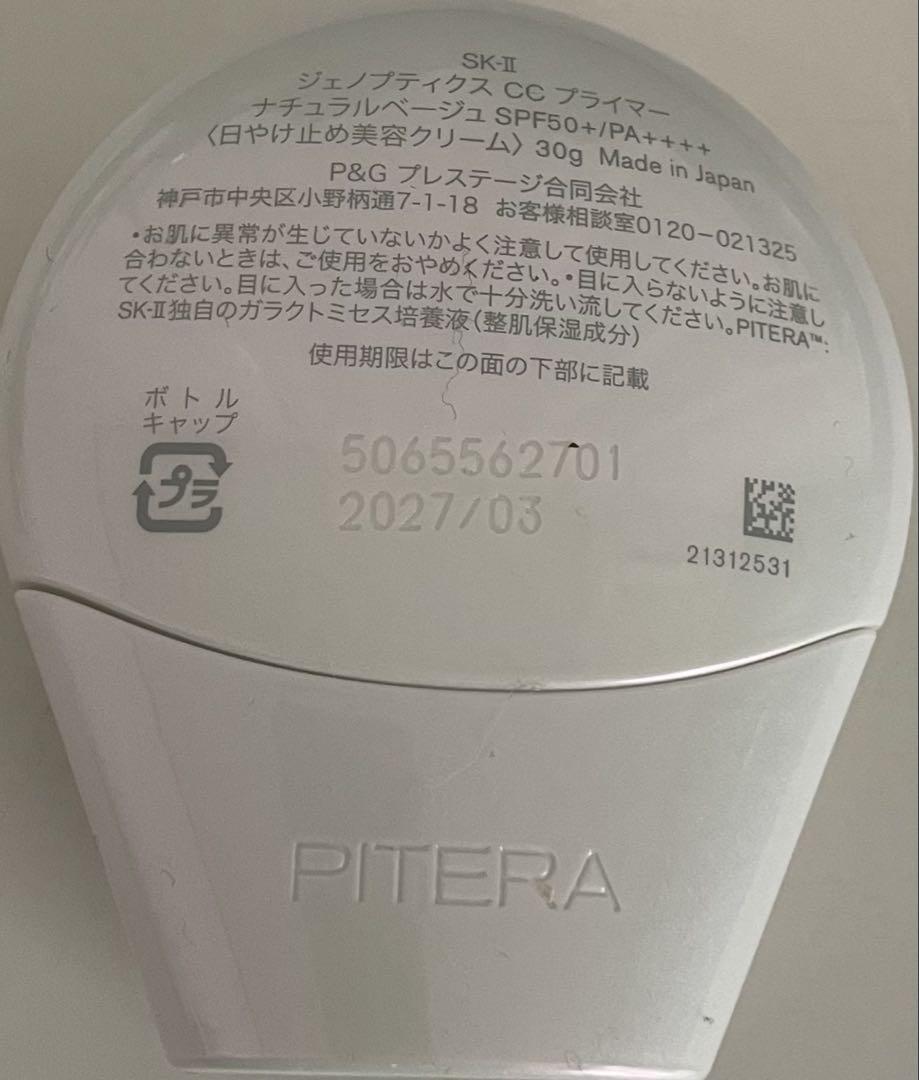 SK-II
ジェノプティクス CC プライマー
ナチュラルベージュ SPF50+/PA++++
〈日やけ止め美容クリーム〉 30g Made in Japan
P&G プレステージ合同会社
神戸市中央区小野柄通7-1-18 お客様相談室0120-021325
・お肌に異常が生じていないかよく注意して使用してください。お肌に
合わないときは、ご使用をおやめください。・目に入らないように注意し
てください。目に入った場合は水で十分洗い流してください。PITERA™:
SK-II独自のガラクトミセス培養液(整肌保湿成分)
使用期限はこの面の下部に記載
ボトル
キャップ
プラ
5065562701
2027/03
21312531
PITERA